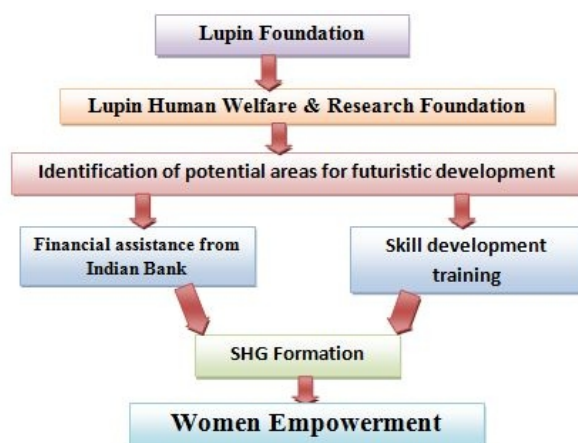 Lupin Foundation
Lupin Human Welfare & Research Foundation
Identification of potential areas for futuristic development
Financial assistance from
Indian Bank
Skill development
training
SHG Formation
Women Empowerment